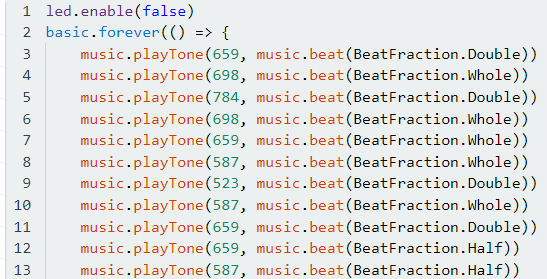 1 led.enable(false)
2 basic.forever(() => {
3 music.playTone(659, music.beat(BeatFraction.Double))
4 music.playTone(698, music.beat(BeatFraction.Whole))
5 music.playTone(784, music.beat(BeatFraction.Double))
6 music.playTone(698, music.beat(BeatFraction.Whole))
7 music.playTone(659, music.beat(BeatFraction.Whole))
8 music.playTone(587, music.beat(BeatFraction.Whole))
9 music.playTone(523, music.beat(BeatFraction.Double))
10 music.playTone(587, music.beat(BeatFraction.Whole))
11 music.playTone(659, music.beat(BeatFraction.Double))
12 music.playTone(659, music.beat(BeatFraction.Half))
13 music.playTone(587, music.beat(BeatFraction.Half))